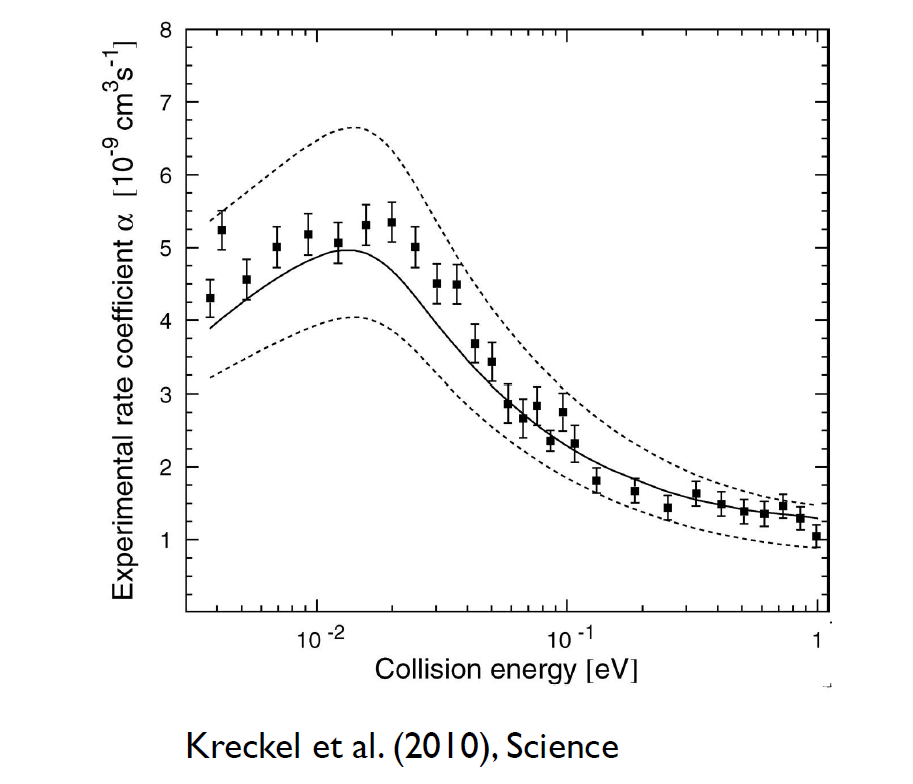 8
7
6
5
4
3
2
1
Experimental rate coefficient α [10⁻⁹ cm³s⁻¹]
10⁻² 10⁻¹ 1
Collision energy [eV]
Kreckel et al. (2010), Science